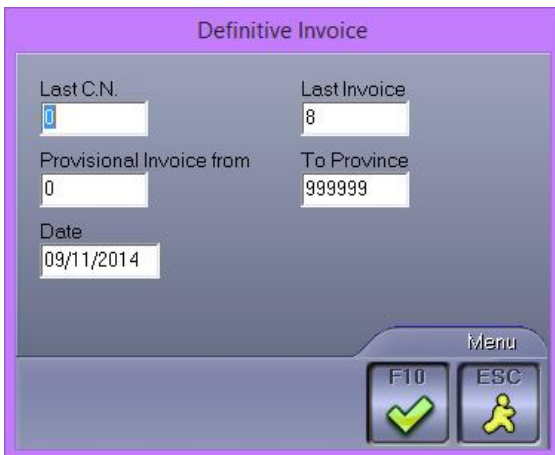 Definitive Invoice
Last C.N.
Last Invoice
0
8
Provisional Invoice from
To Province
0
999999
Date
09/11/2014
Menu
F10
ESC